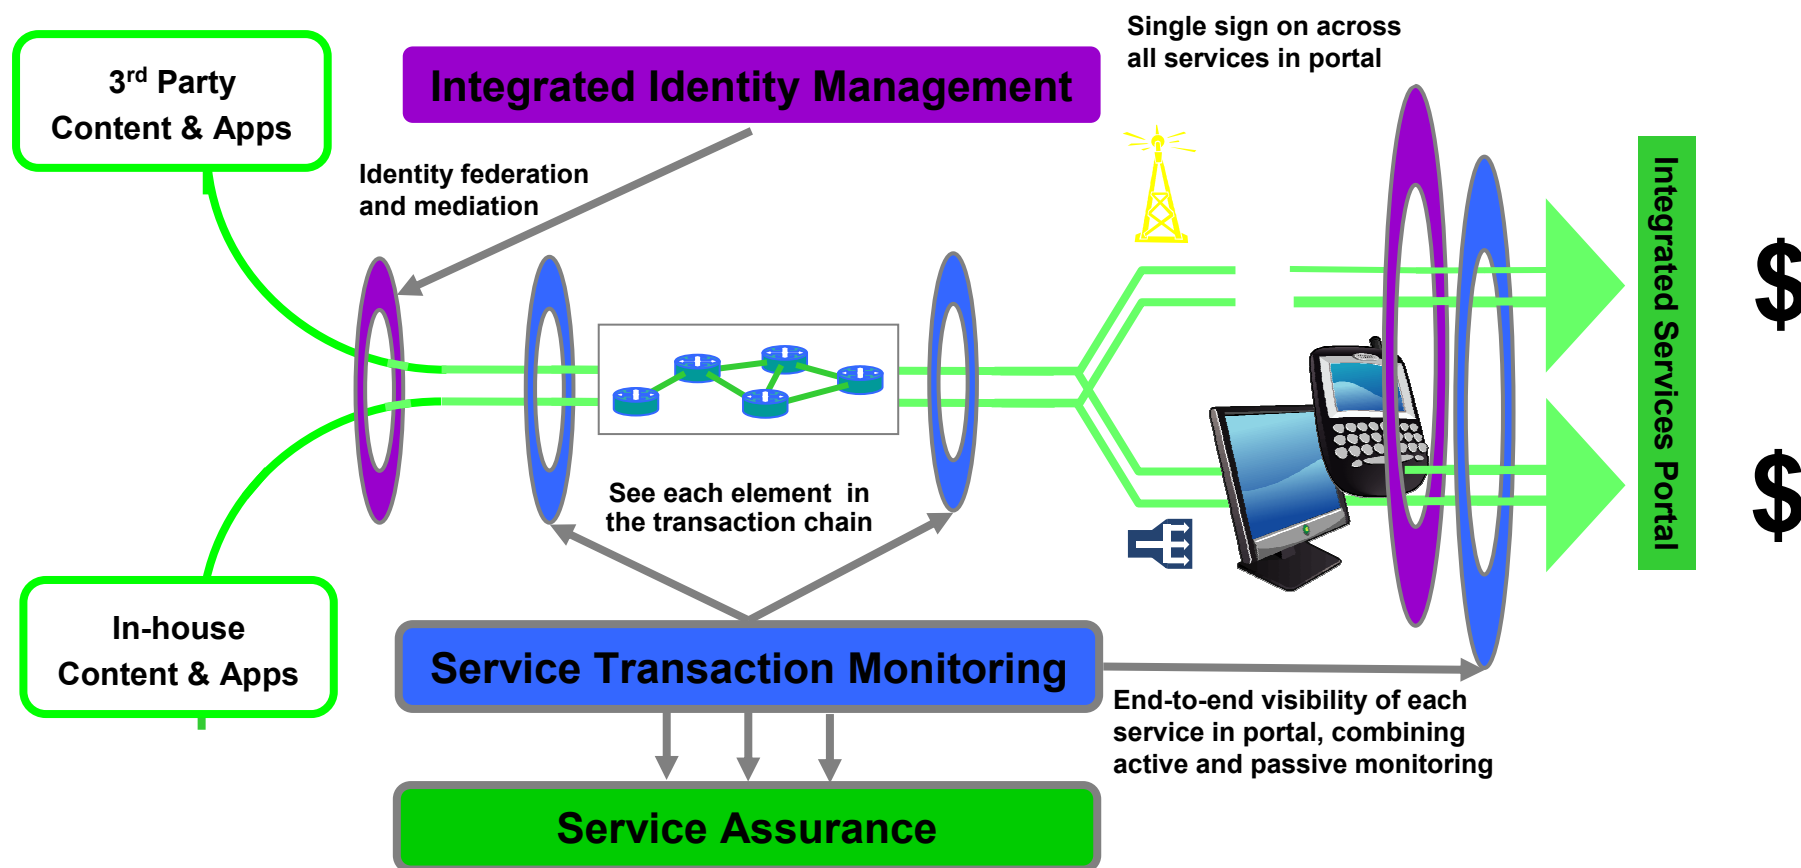 3rd Party
Content & Apps
Integrated Identity Management
Single sign on across
all services in portal
Identity federation
and mediation
Integrated Services Portal
$
See each element  in
the transaction chain
$
In-house
Content & Apps
Service Transaction Monitoring
End-to-end visibility of each
service in portal, combining
active and passive monitoring
Service Assurance